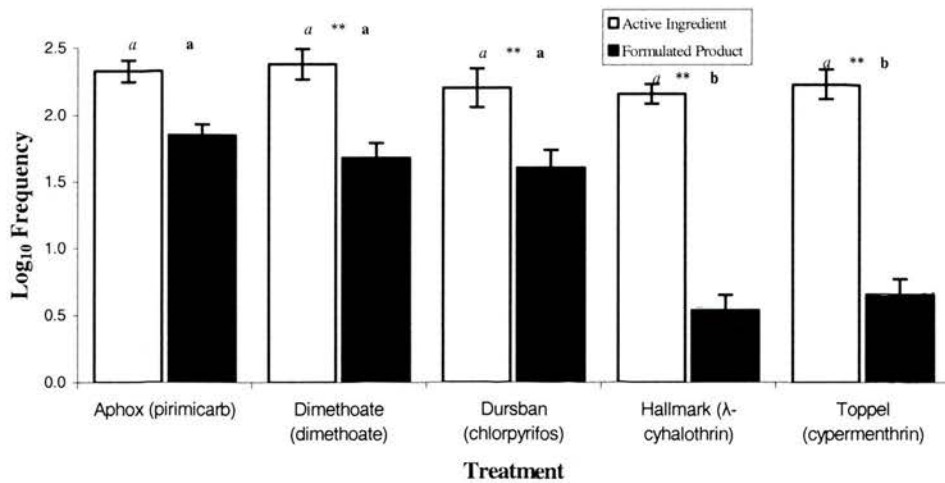 Active Ingredient
Formulated Product
a a
a ** a
a ** a
a ** b
a ** b
2.5
2.0
1.5
1.0
0.5
0.0
Log10 Frequency
Aphox (pirimicarb)
Dimethoate
(dimethoate)
Dursban
(chlorpyrifos)
Hallmark (λ-
cyhalothrin)
Toppel
(cypermenthrin)
Treatment